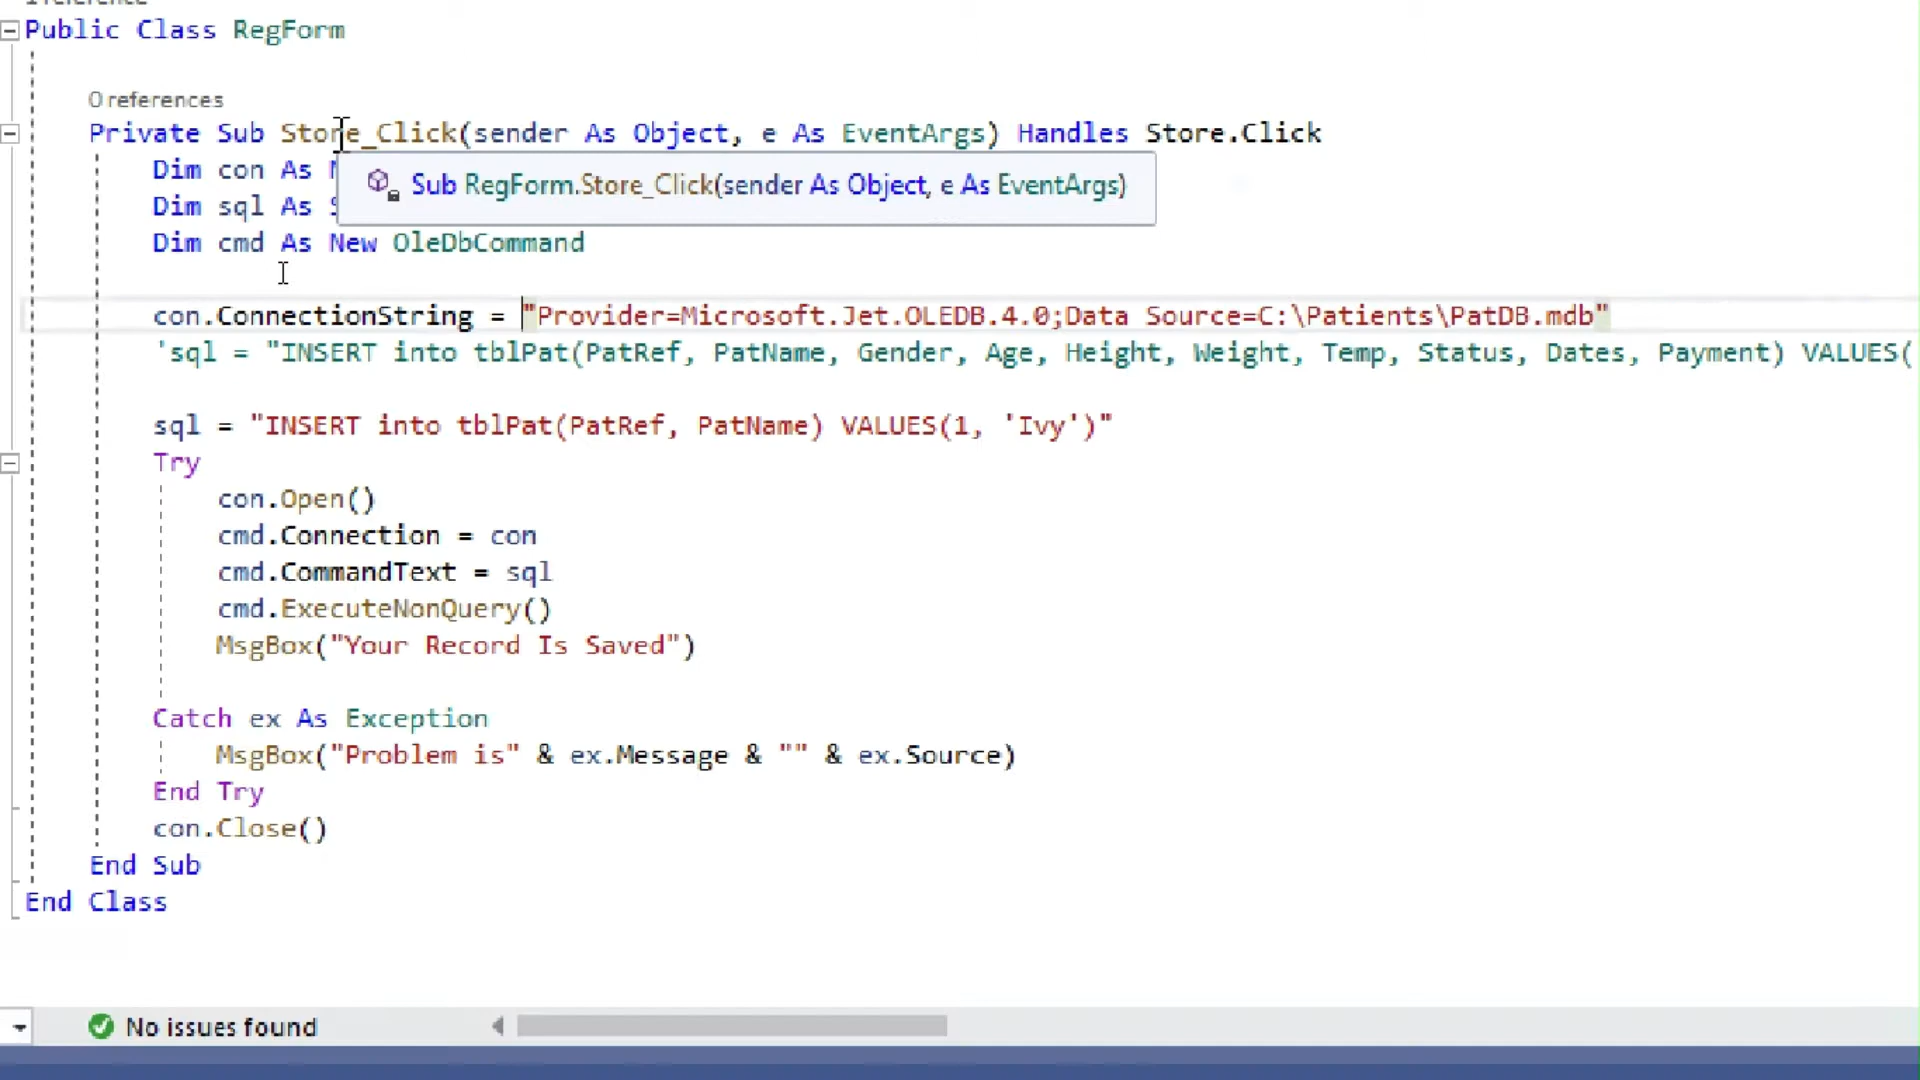 Public Class RegForm
0 references
Private Sub Store_Click(sender As Object, e As EventArgs) Handles Store.Click
Dim con As
Sub RegForm.Store_Click(sender As Object, e As EventArgs)
Dim sql As
Dim cmd As New OleDbCommand
con.ConnectionString = "Provider=Microsoft.Jet.OLEDB.4.0;Data Source=C:\Patients\PatDB.mdb"
'sql = "INSERT into tblPat(PatRef, PatName, Gender, Age, Height, Weight, Temp, Status, Dates, Payment) VALUES(
sql = "INSERT into tblPat(PatRef, PatName) VALUES(1, 'Ivy')"
Try
con.Open()
cmd.Connection = con
cmd.CommandText = sql
cmd.ExecuteNonQuery()
MsgBox("Your Record Is Saved")
Catch ex As Exception
MsgBox("Problem is" & ex.Message & "" & ex.Source)
End Try
con.Close()
End Sub
End Class
No issues found